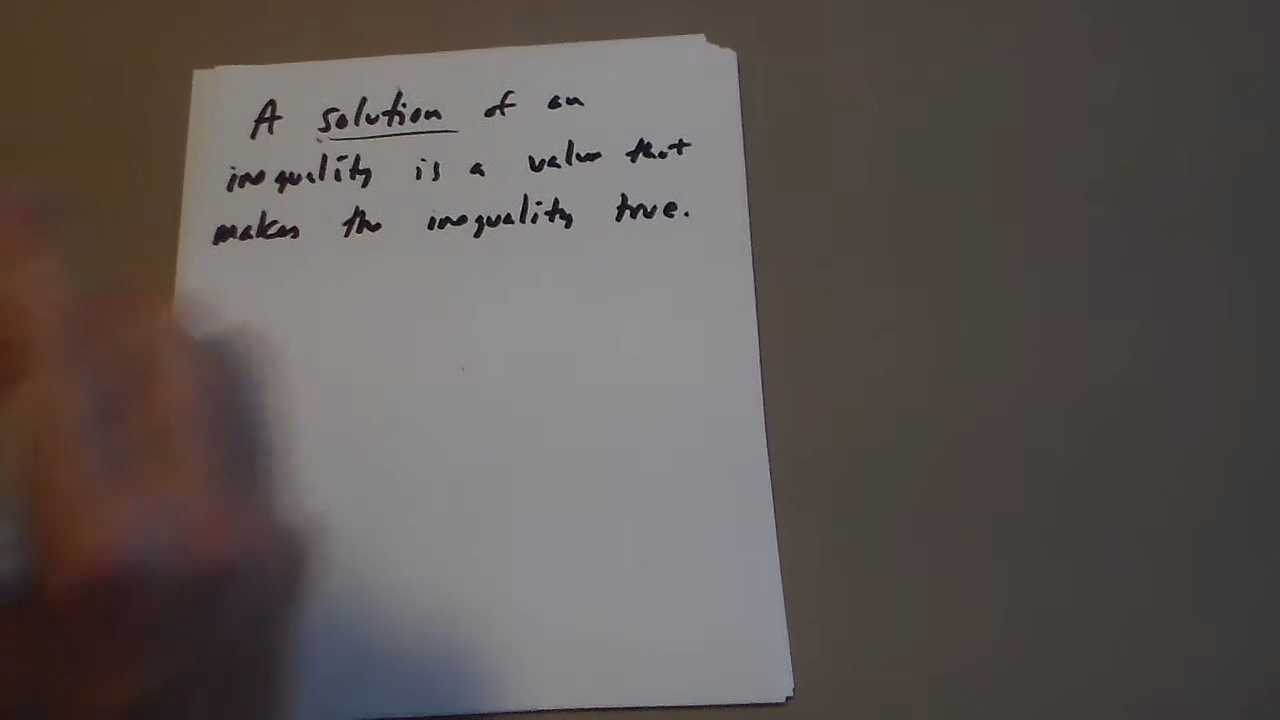 A solution of an
inequality is a value that
makes the inequality true.